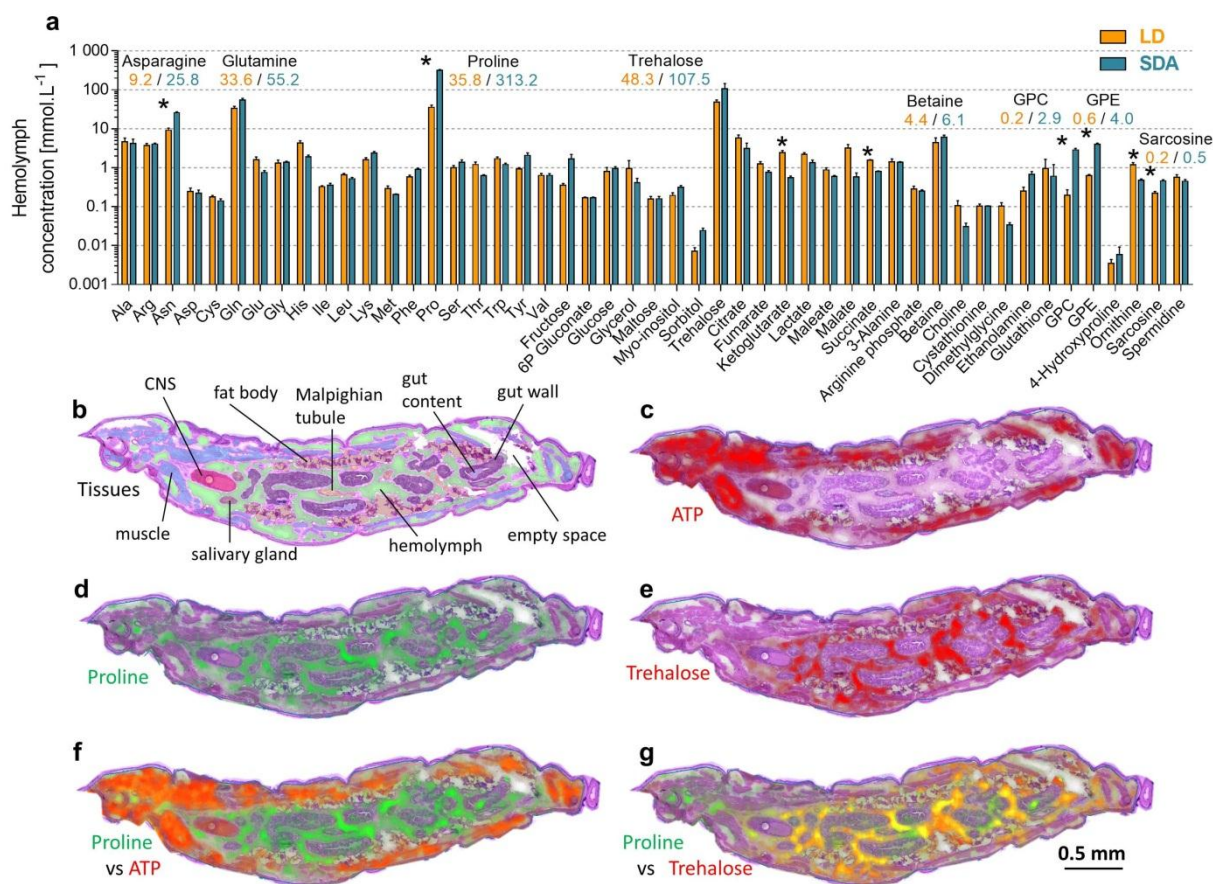 a
LD
SDA
Hemolymph
concentration [mmol.L⁻¹]
1 000
100
10
1
0.1
0.01
0.001
Asparagine
9.2 / 25.8
*
Glutamine
33.6 / 55.2
*
Proline
35.8 / 313.2
Trehalose
48.3 / 107.5
*
*
Betaine
4.4 / 6.1
GPC
0.2 / 2.9
*
GPE
0.6 / 4.0
*
*
Sarcosine
0.2 / 0.5
*
Ala
Arg
Asn
Asp
Cys
Gln
Glu
Gly
His
Ile
Leu
Lys
Met
Phe
Pro
Ser
Thr
Trp
Tyr
Val
Fructose
6P Gluconate
Glucose
Glycerol
Maltose
Myo-inositol
Sorbitol
Trehalose
Citrate
Fumarate
Ketoglutarate
Lactate
Maleate
Malate
Succinate
3-Alanine
Arginine phosphate
Betaine
Choline
Cystathionine
Dimethylglycine
Ethanolamine
Glutathione
GPC
GPE
4-Hydroxyproline
Ornitine
Sarcosine
Spermidine
b
CNS
fat body
Malpighian
tubule
gut
content
gut wall
Tissues
muscle
salivary gland
hemolymph
empty space
c
ATP
d
Proline
e
Trehalose
f
Proline
vs ATP
g
Proline
vs Trehalose
0.5 mm